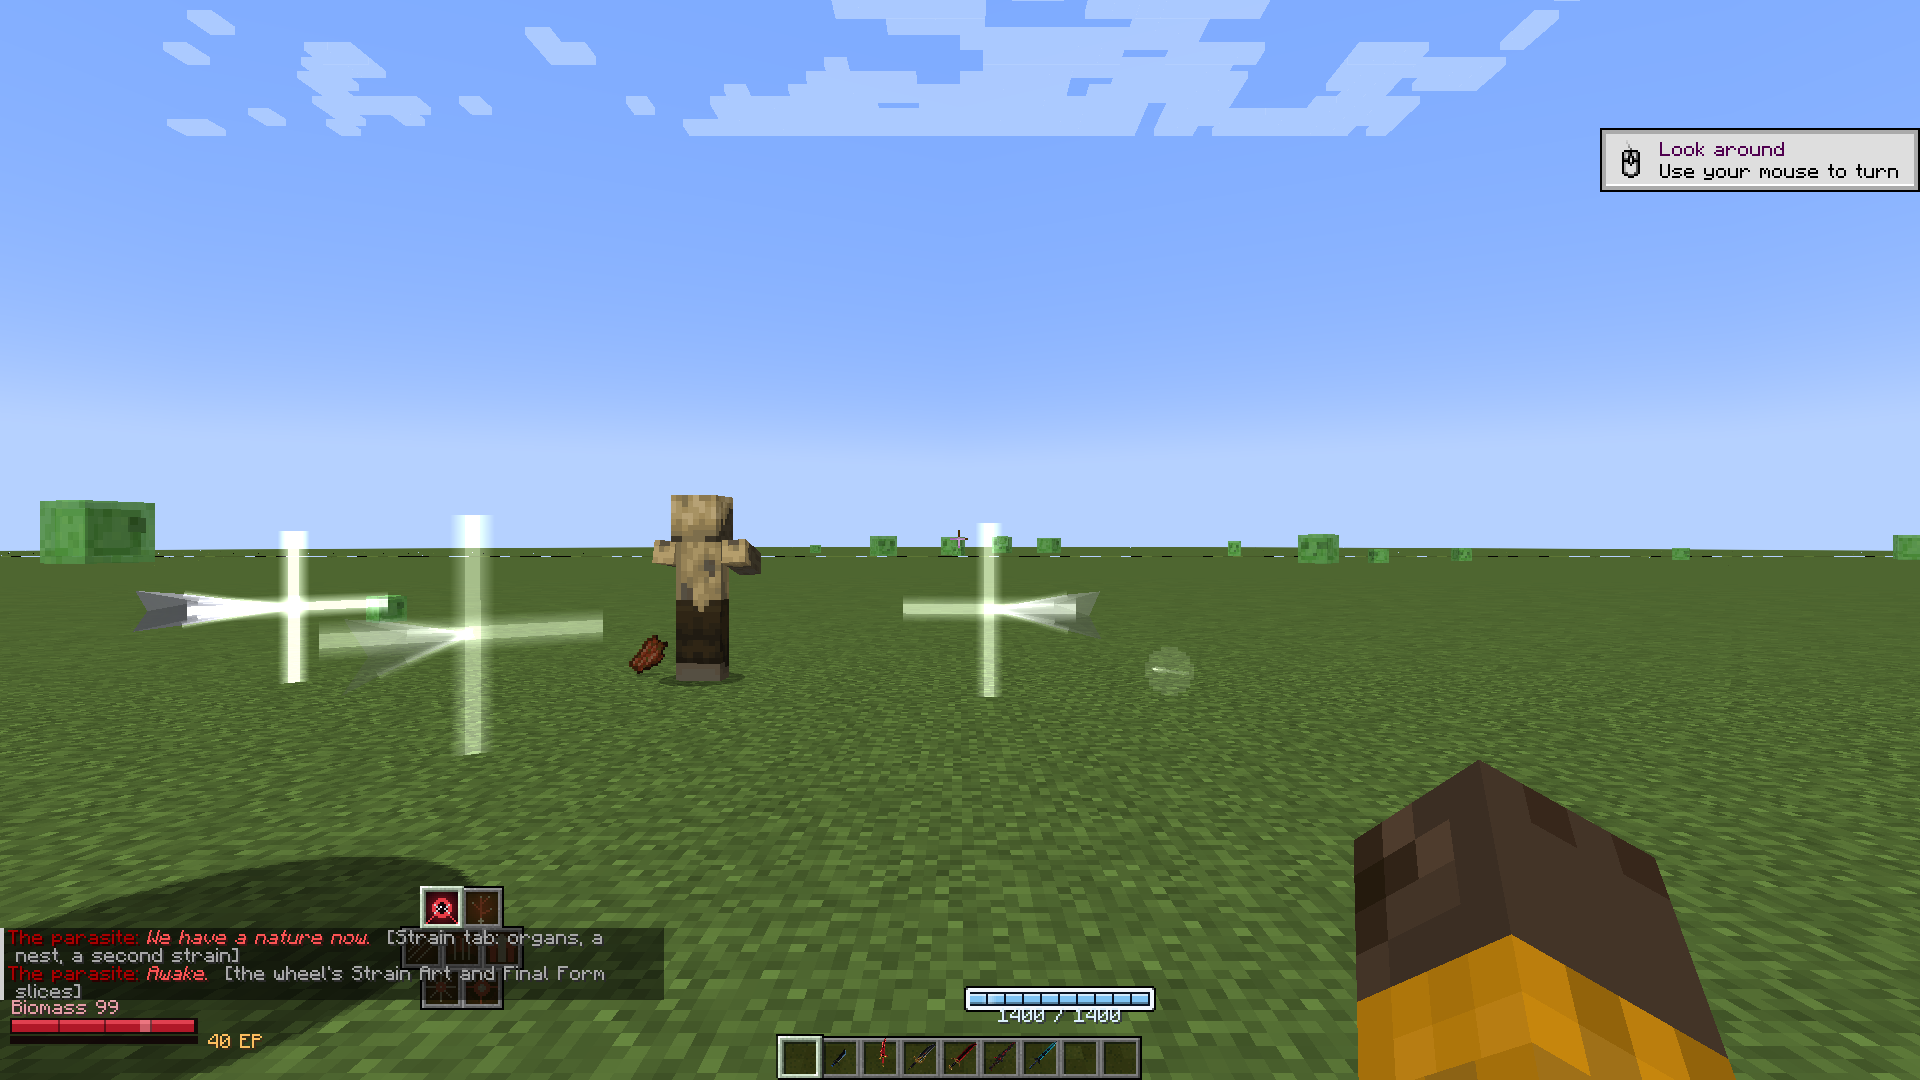 Look around
Use your mouse to turn
The parasite: We have a nature now. [Strain tab: organs, a
nest, a second strain]
The parasite: Awake. [the wheel's Strain Art and Final Form
slices]
Biomass 99
40 EP
1400 / 1400